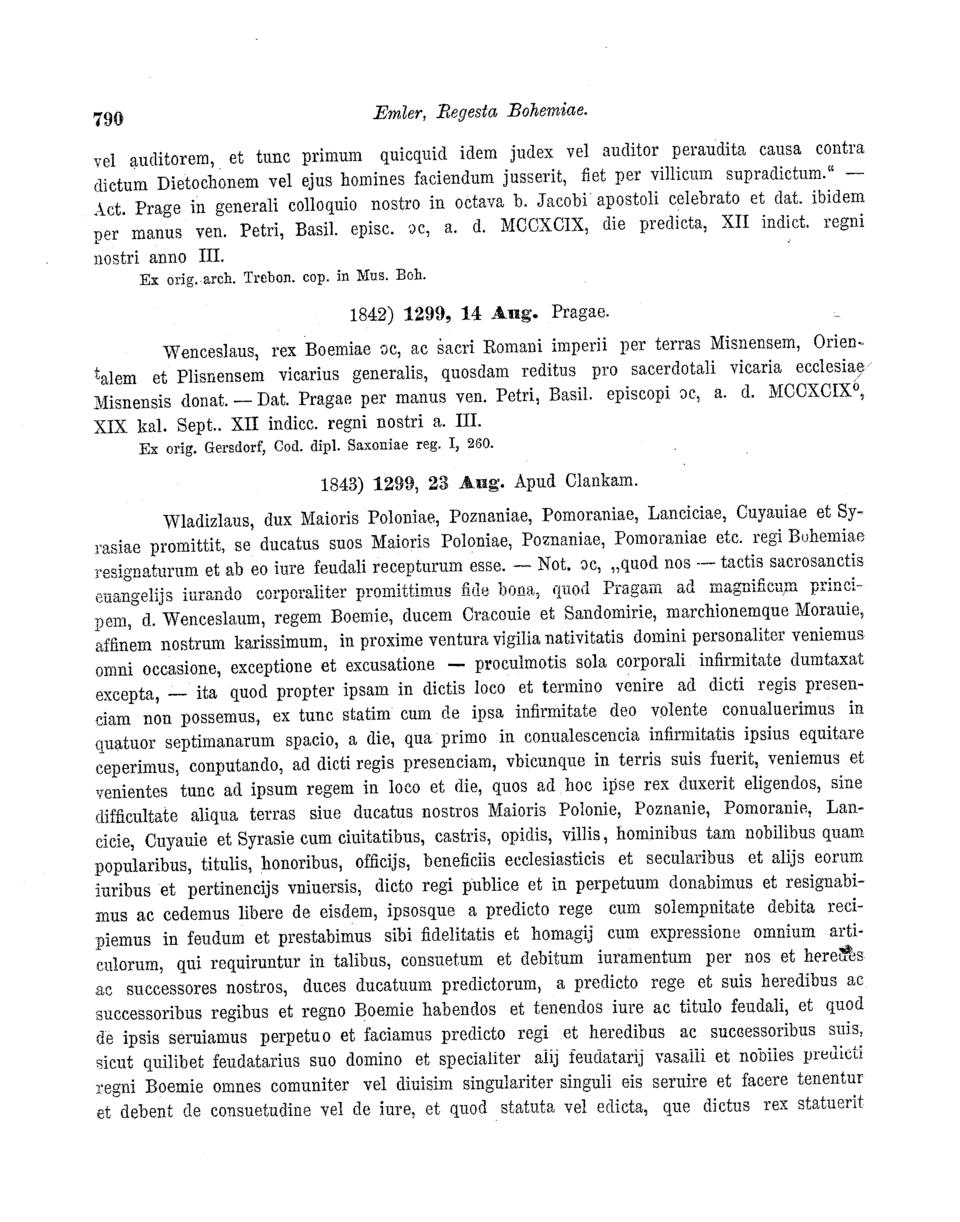 790
Emler, Regesta Bohemiae.
vel auditorem, et tunc primum quicquid idem judex vel auditor peraudita causa contra
dictum Dietochonem vel ejus homines faciendum jusserit, fiet per villicum supradictum.“ —
Act. Prage in generali colloquio nostro in octava b. Jacobi apostoli celebrato et dat. ibidem
per manus ven. Petri, Basil. episc. ɔc, a. d. MCCXCIX, die predicta, XII indict. regni
nostri anno III.
Ex orig. arch. Trebon. cop. in Mus. Boh.
1842) 1299, 14 Aug. Pragae.
Wenceslaus, rex Boemiae ɔc, ac sacri Romani imperii per terras Misnensem, Orien-
talem et Plisnensem vicarius generalis, quosdam reditus pro sacerdotali vicaria ecclesiae
Misnensis donat. — Dat. Pragae per manus ven. Petri, Basil. episcopi ɔc, a. d. MCCXCIX⁰,
XIX kal. Sept.. XII indicc. regni nostri a. III.
Ex orig. Gersdorf, Cod. dipl. Saxoniae reg. I, 260.
1843) 1299, 23 Aug. Apud Clankam.
Wladizlaus, dux Maioris Poloniae, Poznaniae, Pomoraniae, Lanciciae, Cuyauiae et Sy-
rasiae promittit, se ducatus suos Maioris Poloniae, Poznaniae, Pomoraniae etc. regi Bohemiae
resignaturum et ab eo iure feudali recepturum esse. — Not. ɔc, „quod nos — tactis sacrosanctis
euangelijs iurando corporaliter promittimus fide bona, quod Pragam ad magnificum princi-
pem, d. Wenceslaum, regem Boemie, ducem Cracouie et Sandomirie, marchionemque Morauie,
affinem nostrum karissimum, in proxime ventura vigilia nativitatis domini personaliter veniemus
omni occasione, exceptione et excusatione — proculmotis sola corporali infirmitate dumtaxat
excepta, — ita quod propter ipsam in dictis loco et termino venire ad dicti regis presen-
ciam non possemus, ex tunc statim cum de ipsa infirmitate deo volente conualuerimus in
quatuor septimanarum spacio, a die, qua primo in conualescencia infirmitatis ipsius equitare
ceperimus, conputando, ad dicti regis presenciam, vbicunque in terris suis fuerit, veniemus et
venientes tunc ad ipsum regem in loco et die, quos ad hoc ipse rex duxerit eligendos, sine
difficultate aliqua terras siue ducatus nostros Maioris Polonie, Poznanie, Pomoranie, Lan-
cicie, Cuyauie et Syrasie cum ciuitatibus, castris, opidis, villis, hominibus tam nobilibus quam
popularibus, titulis, honoribus, officijs, beneficiis ecclesiasticis et secularibus et alijs eorum
iuribus et pertinencijs vniuersis, dicto regi publice et in perpetuum donabimus et resignabi-
mus ac cedemus libere de eisdem, ipsosque a predicto rege cum solempnitate debita reci-
piemus in feudum et prestabimus sibi fidelitatis et homagij cum expressione omnium arti-
culorum, qui requiruntur in talibus, consuetum et debitum iuramentum per nos et heredes
ac successores nostros, duces ducatuum predictorum, a predicto rege et suis heredibus ac
successoribus regibus et regno Boemie habendos et tenendos iure ac titulo feudali, et quod
de ipsis seruiamus perpetuo et faciamus predicto regi et heredibus ac successoribus suis,
sicut quilibet feudatarius suo domino et specialiter alij feudatarij vasalli et nobiles predicti
regni Boemie omnes comuniter vel diuisim singulariter singuli eis seruire et facere tenentur
et debent de consuetudine vel de iure, et quod statuta vel edicta, que dictus rex statuerit